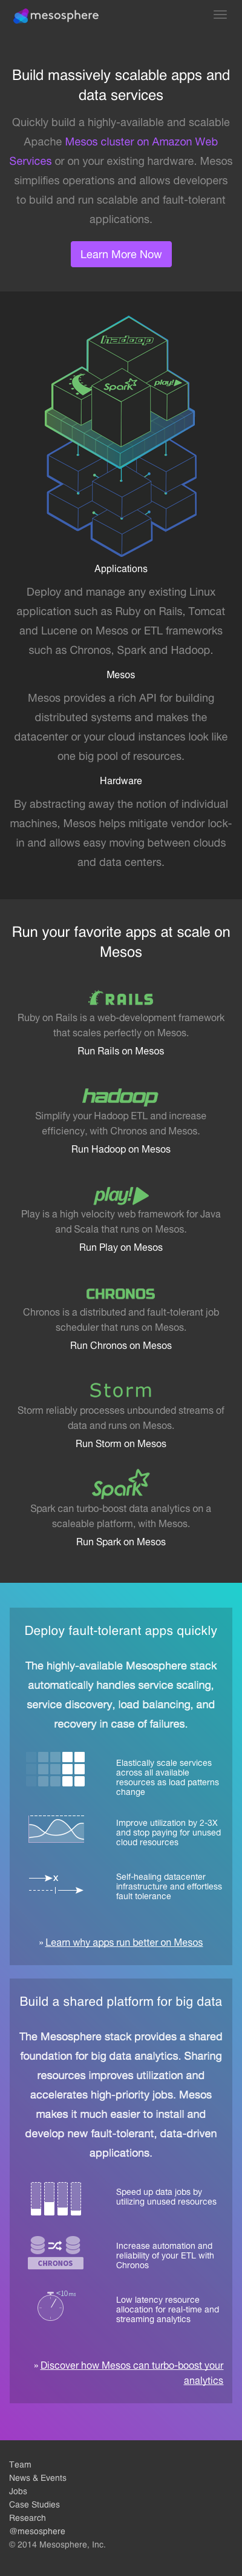 mesosphere
Build massively scalable apps and
data services
Quickly build a highly-available and scalable
Apache Mesos cluster on Amazon Web
Services or on your existing hardware. Mesos
simplifies operations and allows developers
to build and run scalable and fault-tolerant
applications.
Learn More Now
hadoop
Spark
play!
Applications
Deploy and manage any existing Linux
application such as Ruby on Rails, Tomcat
and Lucene on Mesos or ETL frameworks
such as Chronos, Spark and Hadoop.
Mesos
Mesos provides a rich API for building
distributed systems and makes the
datacenter or your cloud instances look like
one big pool of resources.
Hardware
By abstracting away the notion of individual
machines, Mesos helps mitigate vendor lock-
in and allows easy moving between clouds
and data centers.
Run your favorite apps at scale on
Mesos
RAILS
Ruby on Rails is a web-development framework
that scales perfectly on Mesos.
Run Rails on Mesos
hadoop
Simplify your Hadoop ETL and increase
efficiency, with Chronos and Mesos.
Run Hadoop on Mesos
play!
Play is a high velocity web framework for Java
and Scala that runs on Mesos.
Run Play on Mesos
CHRONOS
Chronos is a distributed and fault-tolerant job
scheduler that runs on Mesos.
Run Chronos on Mesos
Storm
Storm reliably processes unbounded streams of
data and runs on Mesos.
Run Storm on Mesos
Spark
Spark can turbo-boost data analytics on a
scaleable platform, with Mesos.
Run Spark on Mesos
Deploy fault-tolerant apps quickly
The highly-available Mesosphere stack
automatically handles service scaling,
service discovery, load balancing, and
recovery in case of failures.
Elastically scale services
across all available
resources as load patterns
change
Improve utilization by 2-3X
and stop paying for unused
cloud resources
Self-healing datacenter
infrastructure and effortless
fault tolerance
» Learn why apps run better on Mesos
Build a shared platform for big data
The Mesosphere stack provides a shared
foundation for big data analytics. Sharing
resources improves utilization and
accelerates high-priority jobs. Mesos
makes it much easier to install and
develop new fault-tolerant, data-driven
applications.
Speed up data jobs by
utilizing unused resources
CHRONOS
Increase automation and
reliability of your ETL with
Chronos
<10ms
Low latency resource
allocation for real-time and
streaming analytics
» Discover how Mesos can turbo-boost your
analytics
Team
News & Events
Jobs
Case Studies
Research
@mesosphere
© 2014 Mesosphere, Inc.